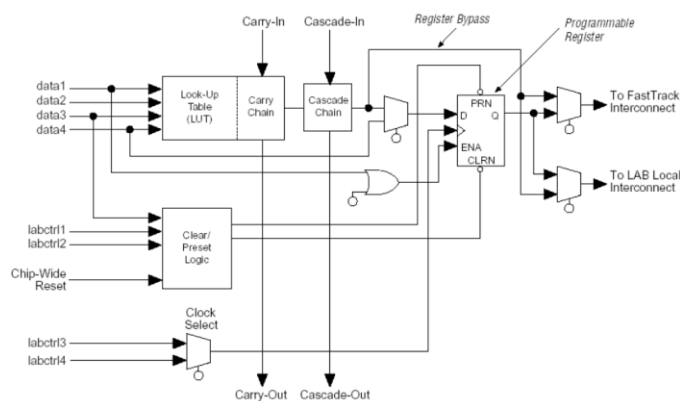 Carry-In
Cascade-In
Register Bypass
Programmable
Register
data1
data2
data3
data4
Look-Up
Table
(LUT)
Carry
Chain
Cascade
Chain
PRN
D
Q
ENA
CLRN
To FastTrack
Interconnect
To LAB Local
Interconnect
labctrl1
labctrl2
Clear/
Preset
Logic
Chip-Wide
Reset
Clock
Select
labctrl3
labctrl4
Carry-Out
Cascade-Out